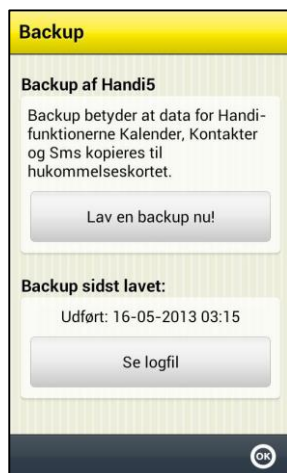 Backup
Backup af Handi5
Backup betyder at data for Handi-
funktionerne Kalender, Kontakter
og Sms kopieres til
hukommelseskortet.
Lav en backup nu!
Backup sidst lavet:
Udført: 16-05-2013 03:15
Se logfil
OK